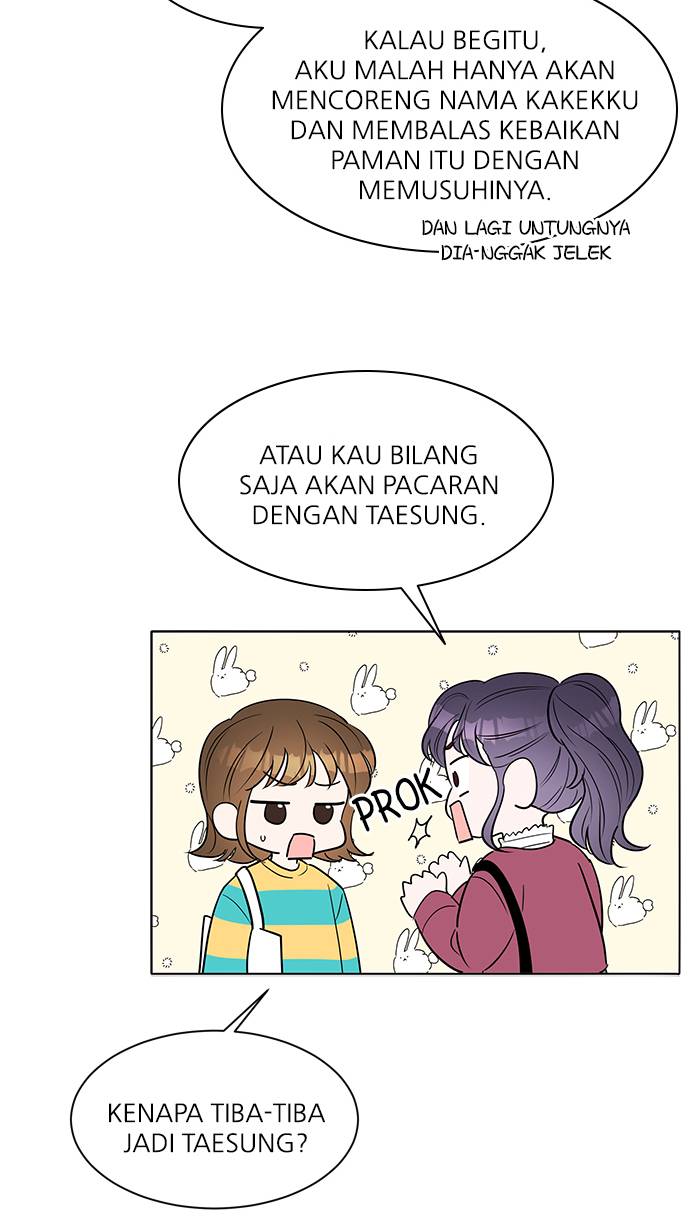 KALAU BEGITU,
AKU MALAH HANYA AKAN
MENCORENG NAMA KAKEKKU
DAN MEMBALAS KEBAIKAN
PAMAN ITU DENGAN
MEMUSUHINYA.
DAN LAGI UNTUNGNYA
DIA NGGAK JELEK
ATAU KAU BILANG
SAJA AKAN PACARAN
DENGAN TAESUNG.
PROK
KENAPA TIBA-TIBA
JADI TAESUNG?